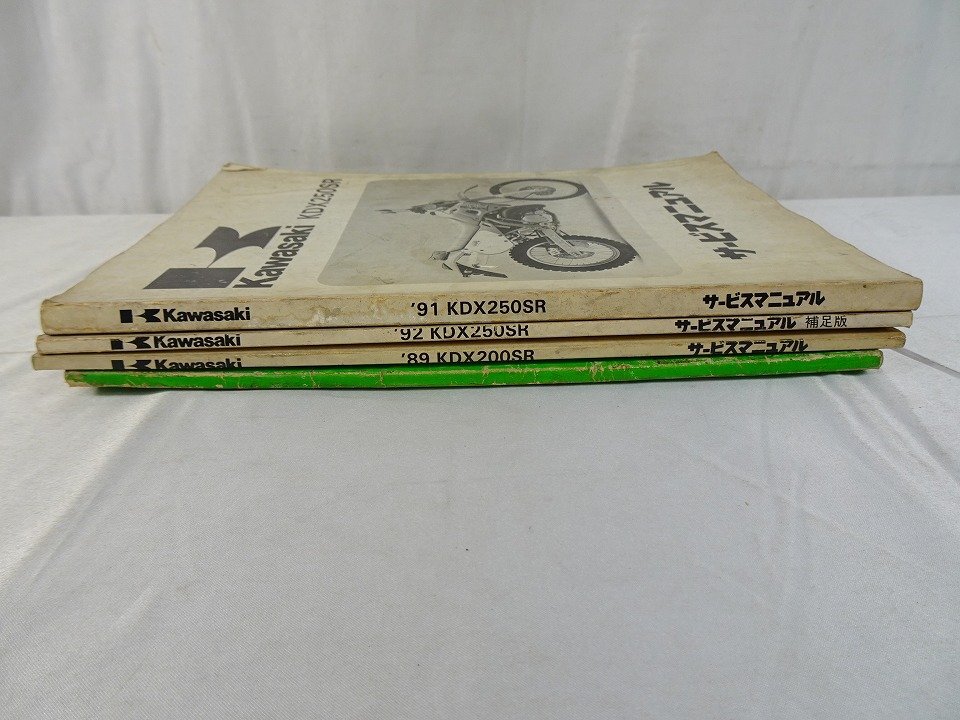 Kawasaki KDX250SR
サービスマニュアル
Kawasaki '91 KDX250SR サービスマニュアル
Kawasaki '92 KDX250SR サービスマニュアル 補足版
Kawasaki '89 KDX200SR サービスマニュアル